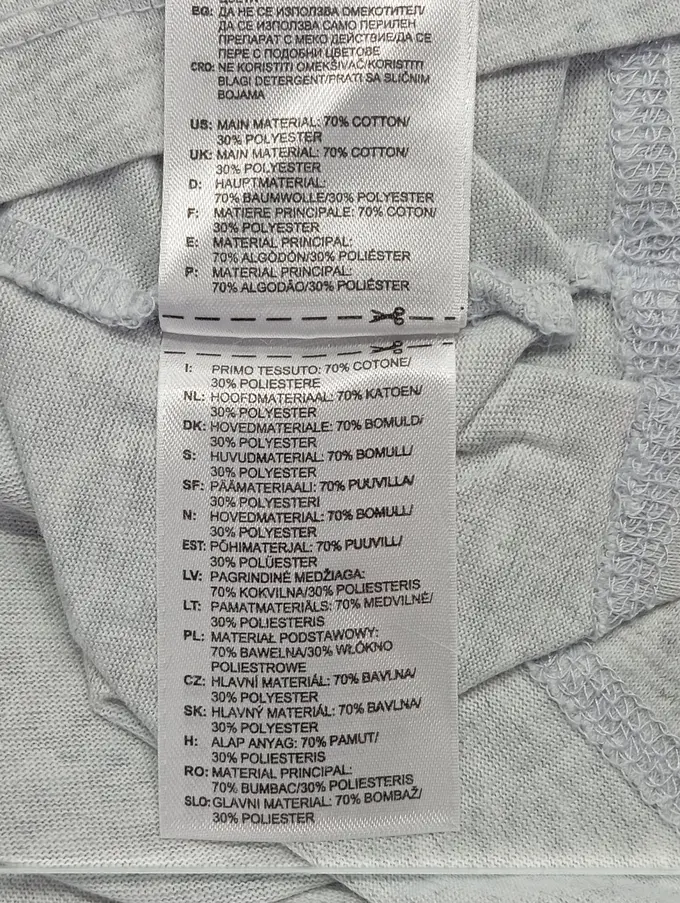 BG: ДА НЕ СЕ ИЗПОЛЗВА ОМЕКОТИТЕЛ/
ДА СЕ ИЗПОЛЗВА САМО ПЕРИЛЕН
ПРЕПАРАТ С МЕКО ДЕЙСТВИЕ/ДА СЕ
ПЕРЕ С ПОДОБНИ ЦВЕТОВЕ
CRO: NE KORISTITI OMEKŠIVAČ/KORISTITI
BLAGI DETERGENT/PRATI SA SLIČNIM
BOJAMA
US: MAIN MATERIAL: 70% COTTON/
30% POLYESTER
UK: MAIN MATERIAL: 70% COTTON/
30% POLYESTER
D: HAUPTMATERIAL:
70% BAUMWOLLE/30% POLYESTER
F: MATIERE PRINCIPALE: 70% COTON/
30% POLYESTER
E: MATERIAL PRINCIPAL:
70% ALGODÓN/30% POLIÉSTER
P: MATERIAL PRINCIPAL:
70% ALGODÃO/30% POLIÉSTER
I: PRIMO TESSUTO: 70% COTONE/
30% POLIESTERE
NL: HOOFDMATERIAAL: 70% KATOEN/
30% POLYESTER
DK: HOVEDMATERIALE: 70% BOMULD/
30% POLYESTER
S: HUVUDMATERIAL: 70% BOMULL/
30% POLYESTER
SF: PÄÄMATERIAALI: 70% PUUVILLA/
30% POLYESTERI
N: HOVEDMATERIAL: 70% BOMULL/
30% POLYESTER
EST: PÕHIMATERJAL: 70% PUUVILL/
30% POLÜESTER
LV: PAGRINDINĖ MEDŽIAGA:
70% KOKVILNA/30% POLIESTERIS
LT: PAMATMATERIĀLS: 70% MEDVILNĖ/
30% POLIESTERIS
PL: MATERIAŁ PODSTAWOWY:
70% BAWEŁNA/30% WŁÓKNO
POLIESTROWE
CZ: HLAVNÍ MATERIÁL: 70% BAVLNA/
30% POLYESTER
SK: HLAVNÝ MATERIÁL: 70% BAVLNA/
30% POLYESTER
H: ALAP ANYAG: 70% PAMUT/
30% POLIESTERIS
RO: MATERIAL PRINCIPAL:
70% BUMBAC/30% POLIESTERIS
SLO: GLAVNI MATERIAL: 70% BOMBAŽ/
30% POLIESTER